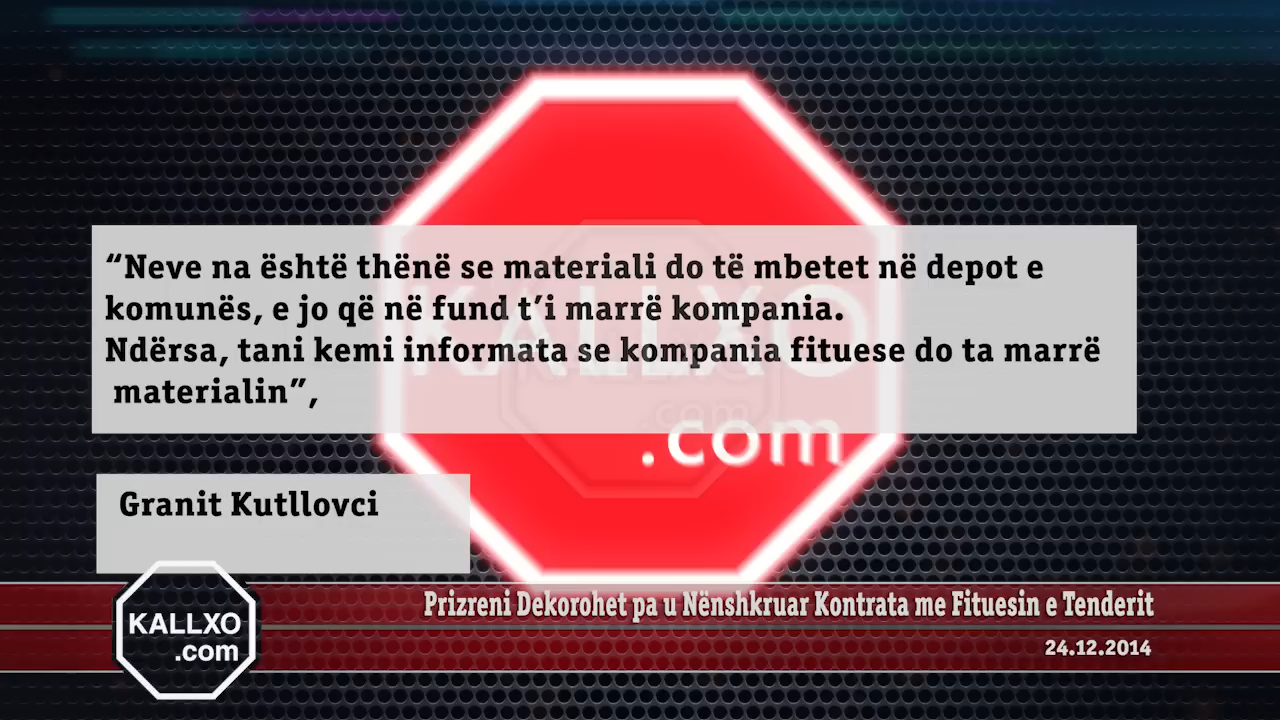 “Neve na është thënë se materiali do të mbetet në depot e
komunës, e jo që në fund t’i marrë kompania.
Ndërsa, tani kemi informata se kompania fituese do ta marrë
materialin”,
KALLXO
.com
Granit Kutllovci
Prizreni Dekorohet pa u Nënshkruar Kontrata me Fituesin e Tenderit
KALLXO
.com
24.12.2014